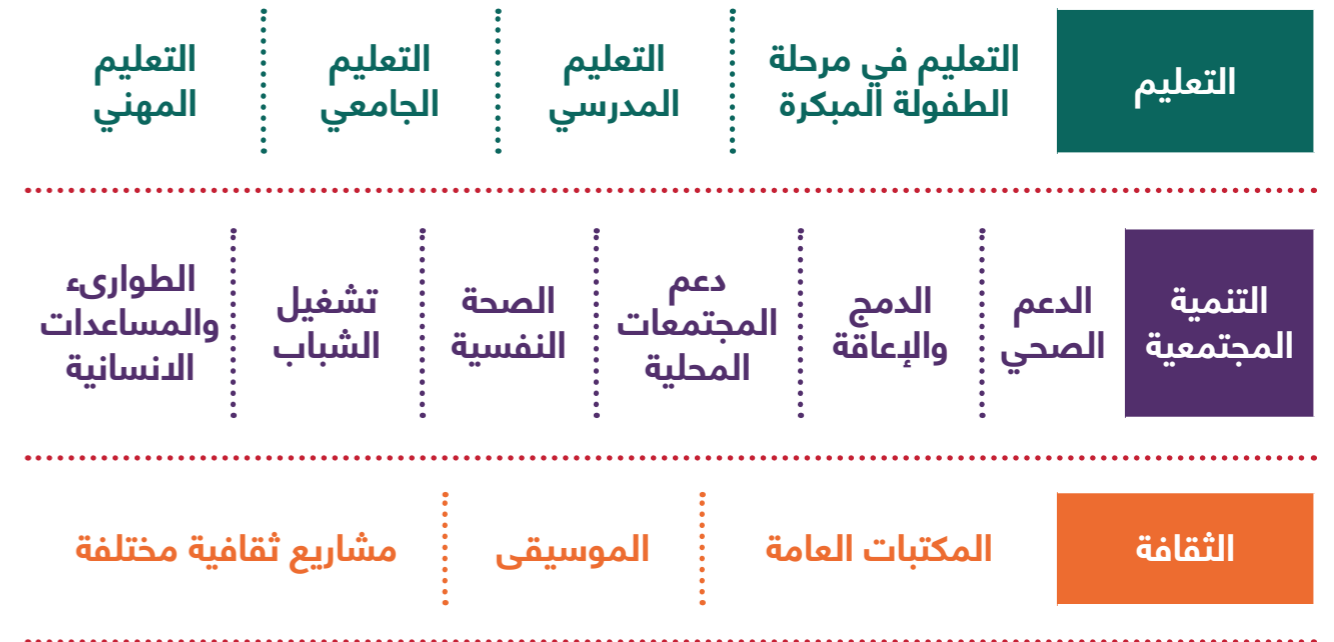 التعليم
التعليم في مرحلة
الطفولة المبكرة
التعليم
المدرسي
التعليم
الجامعي
التعليم
المهني
التنمية
المجتمعية
الدعم
الصحي
الدمج
والإعاقة
دعم
المجتمعات
المحلية
الصحة
النفسية
تشغيل
الشباب
الطوارىء
والمساعدات
الانسانية
الثقافة
المكتبات العامة
الموسيقى
مشاريع ثقافية مختلفة